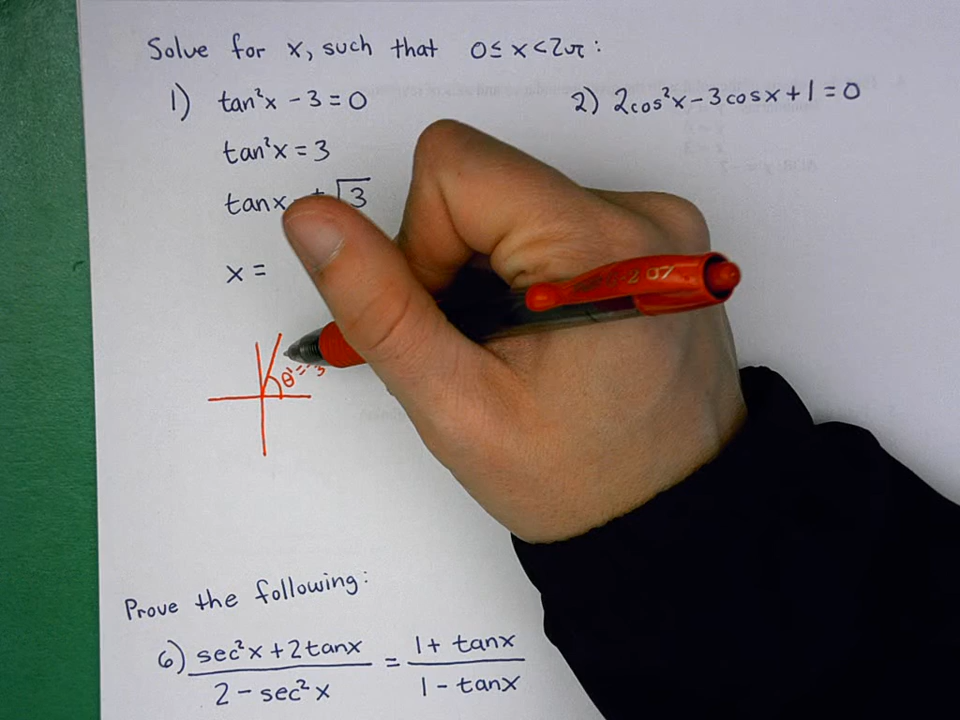 Solve for x, such that 0≤x<2π:
1) tan²x - 3 = 0
tan²x = 3
tanx √3
x =
θ'= 3
2) 2cos²x - 3cosx + 1 = 0
Prove the following:
6) sec²x + 2tanx / 2 - sec²x = 1 + tanx / 1 - tanx